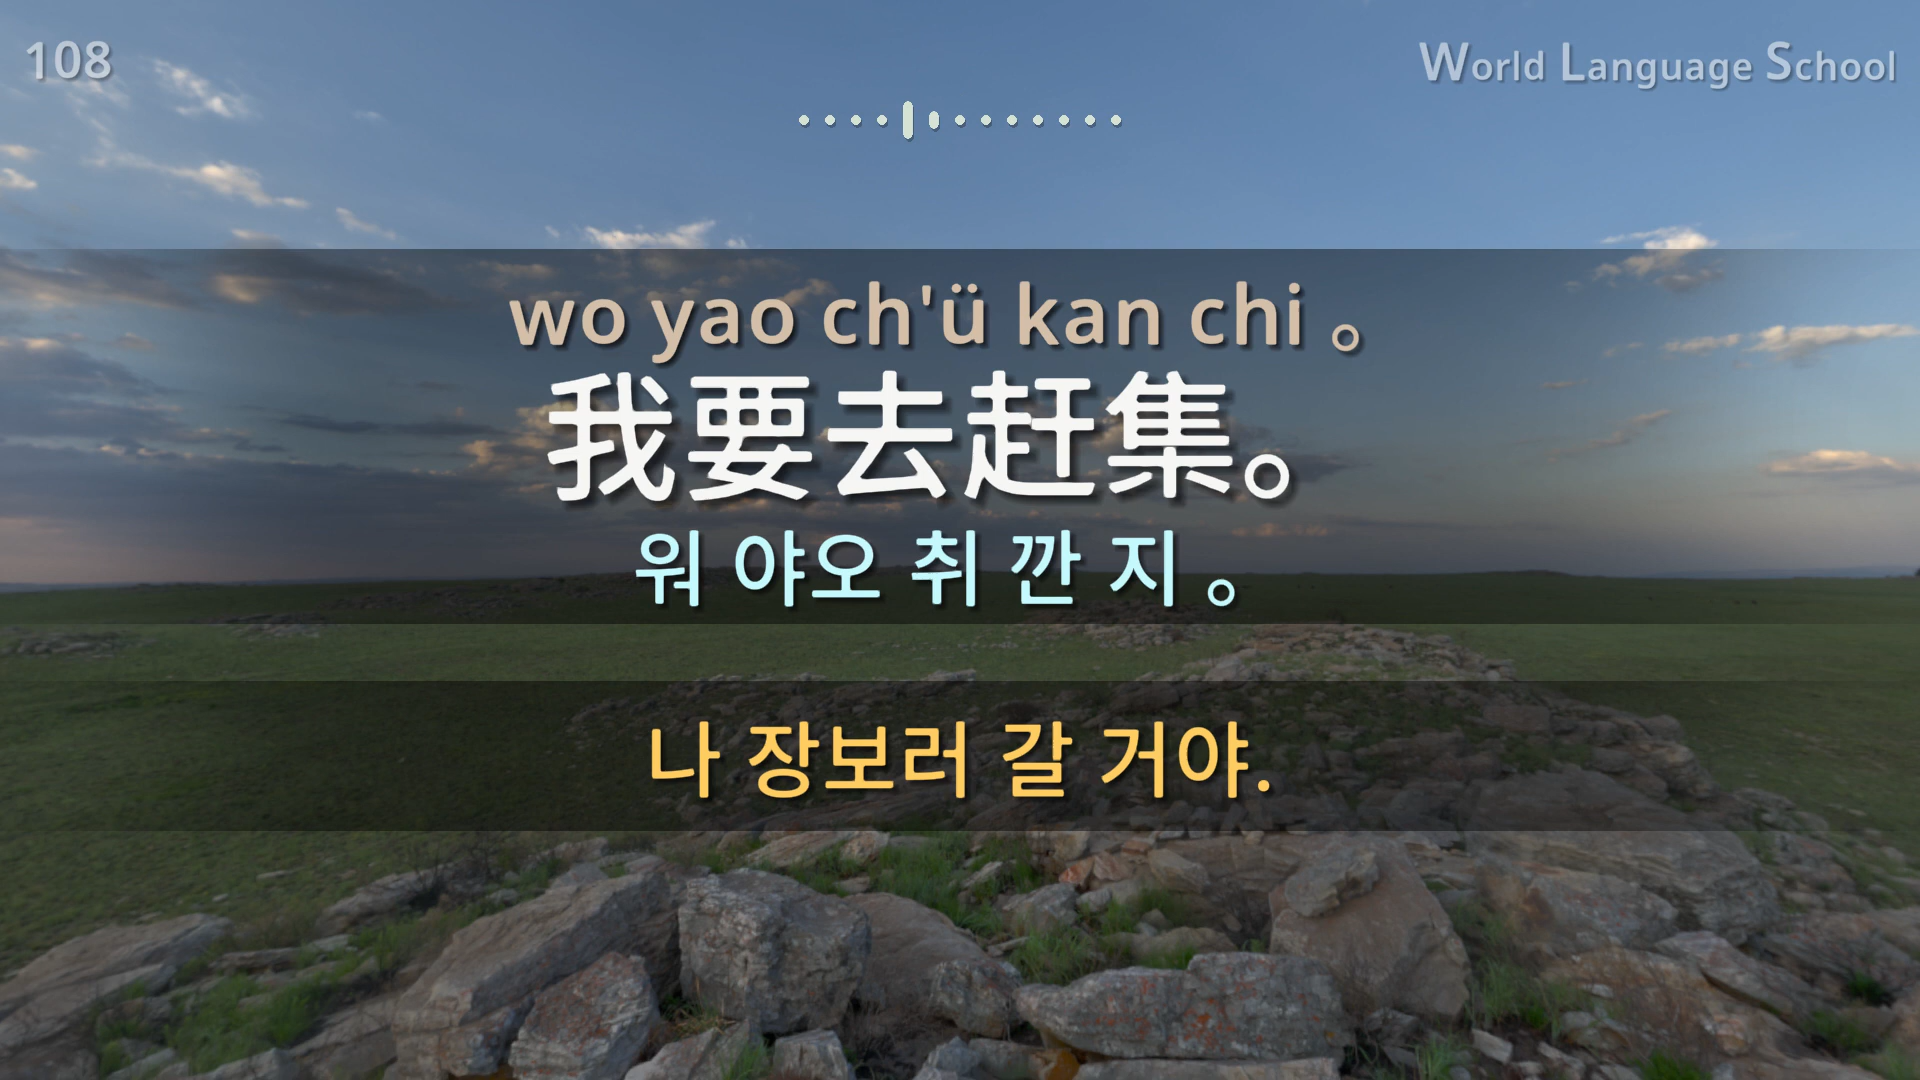 108
World Language School
wo yao ch'ü kan chi 。
我要去赶集。
워 야오 취 깐 지 。
나 장보러 갈 거야.